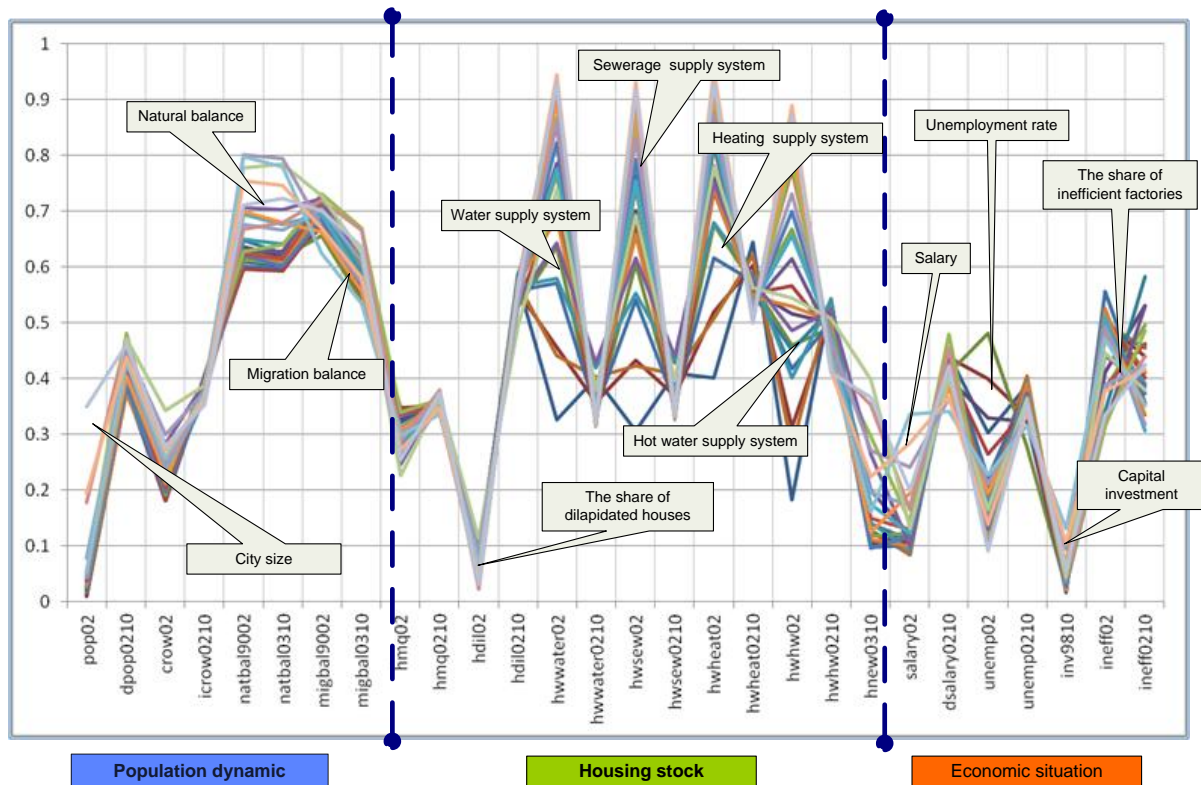 1
0.9
0.8
0.7
0.6
0.5
0.4
0.3
0.2
0.1
0
Natural balance
Sewerage supply system
Unemployment rate
Heating supply system
The share of
inefficient factories
Water supply system
Salary
Migration balance
Hot water supply system
The share of
dilapidated houses
Capital
investment
City size
pop02
dpop0210
crow02
icrow0210
natbal9002
natbal0310
migbal9002
migbal0310
hmq02
hmq0210
hdil02
hdil0210
hwwater02
hwwater0210
hwsew02
hwsew0210
hwheat02
hwheat0210
hwhw02
hwhw0210
hnew0310
salary02
dsalary0210
unemp02
unemp0210
inv9810
ineff02
ineff0210
Population dynamic
Housing stock
Economic situation